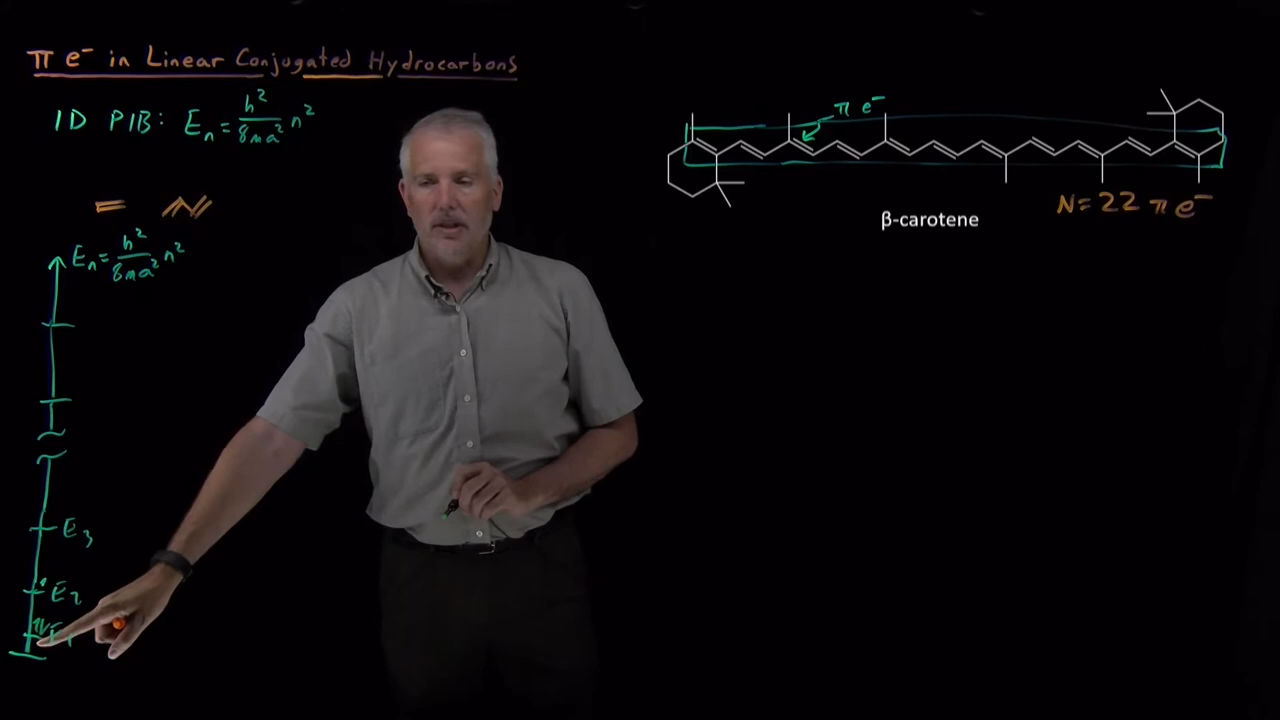 π e⁻ in Linear Conjugated Hydrocarbons
1D PIB: Eₙ = h²/8ma² n²
π e⁻
N = 22 π e⁻
β-carotene
Eₙ = h²/8ma² n²
E₃
E₂